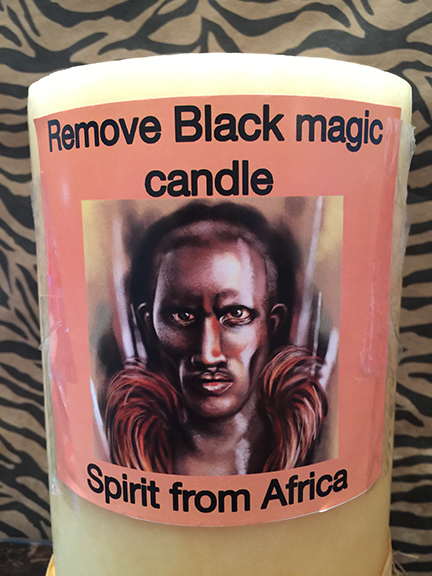 Remove Black magic
candle
Spirit from Africa